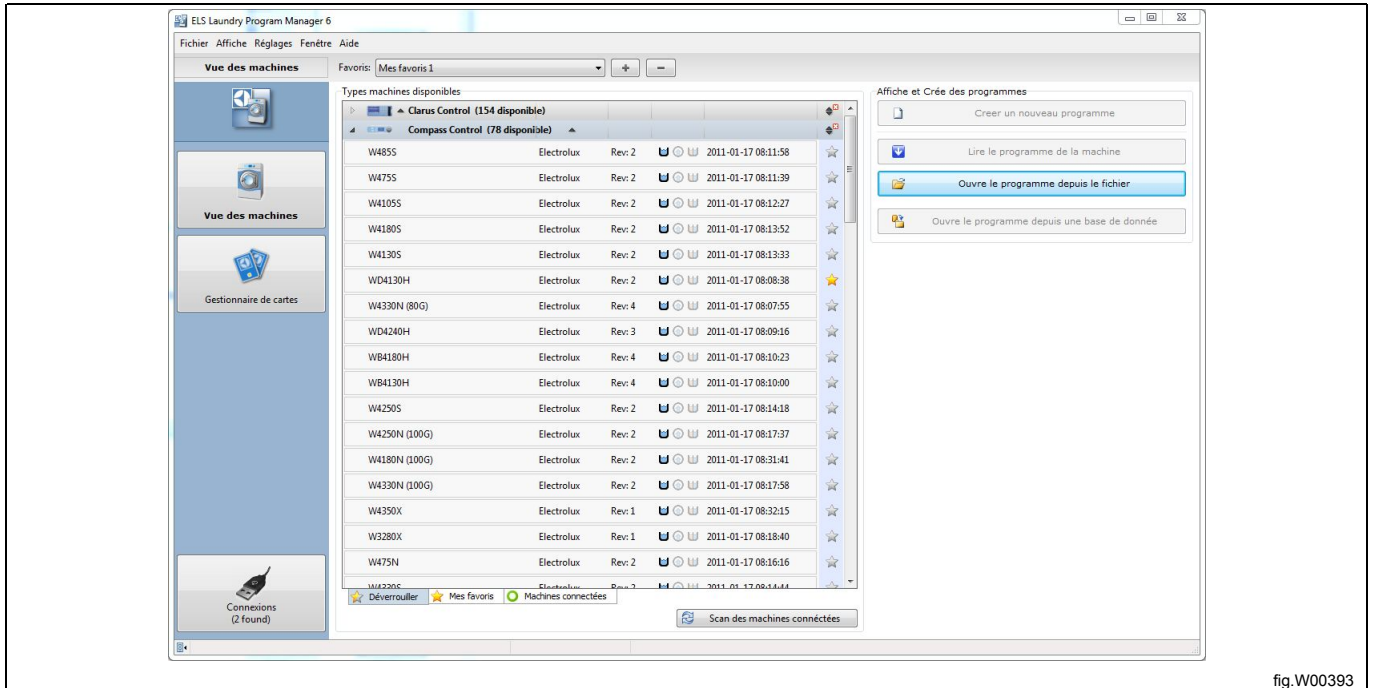 ELS Laundry Program Manager 6
Fichier Affiche Réglages Fenêtre Aide
Vue des machines
Favoris: Mes favoris 1
Types machines disponibles
Clarus Control (154 disponible)
Compass Control (78 disponible)
W485S Electrolux Rev: 2 2011-01-17 08:11:58
W475S Electrolux Rev: 2 2011-01-17 08:11:39
W4105S Electrolux Rev: 2 2011-01-17 08:12:27
W4180S Electrolux Rev: 2 2011-01-17 08:13:52
W4130S Electrolux Rev: 2 2011-01-17 08:13:33
WD4130H Electrolux Rev: 2 2011-01-17 08:08:38
W4330N (80G) Electrolux Rev: 4 2011-01-17 08:07:55
WD4240H Electrolux Rev: 3 2011-01-17 08:09:16
WB4180H Electrolux Rev: 4 2011-01-17 08:10:23
WB4130H Electrolux Rev: 4 2011-01-17 08:10:00
W4250S Electrolux Rev: 2 2011-01-17 08:14:18
W4250N (100G) Electrolux Rev: 2 2011-01-17 08:17:37
W4180N (100G) Electrolux Rev: 2 2011-01-17 08:31:41
W4330N (100G) Electrolux Rev: 2 2011-01-17 08:17:58
W4350X Electrolux Rev: 1 2011-01-17 08:32:15
W3280X Electrolux Rev: 1 2011-01-17 08:18:40
W475N Electrolux Rev: 2 2011-01-17 08:16:16
Déverrouiller Mes favoris Machines connectées
Scan des machines connéctées
Affiche et Crée des programmes
Creer un nouveau programme
Lire le programme de la machine
Ouvre le programme depuis le fichier
Ouvre le programme depuis une base de donnée
Vue des machines
Gestionnaire de cartes
Connexions
(2 found)
fig.W00393